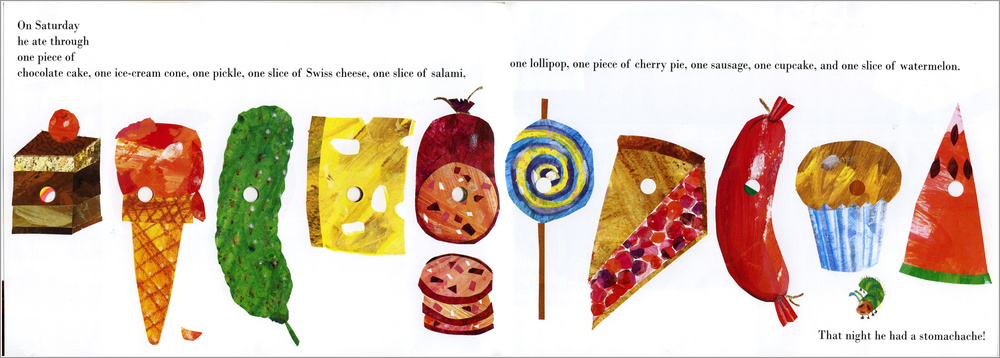 On Saturday
he ate through
one piece of
chocolate cake, one ice-cream cone, one pickle, one slice of Swiss cheese, one slice of salami,
one lollipop, one piece of cherry pie, one sausage, one cupcake, and one slice of watermelon.
That night he had a stomachache!